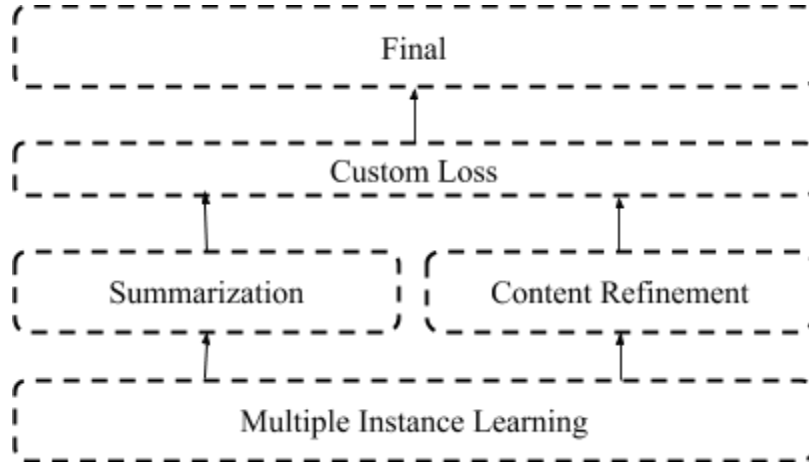 Final
Custom Loss
Summarization
Content Refinement
Multiple Instance Learning